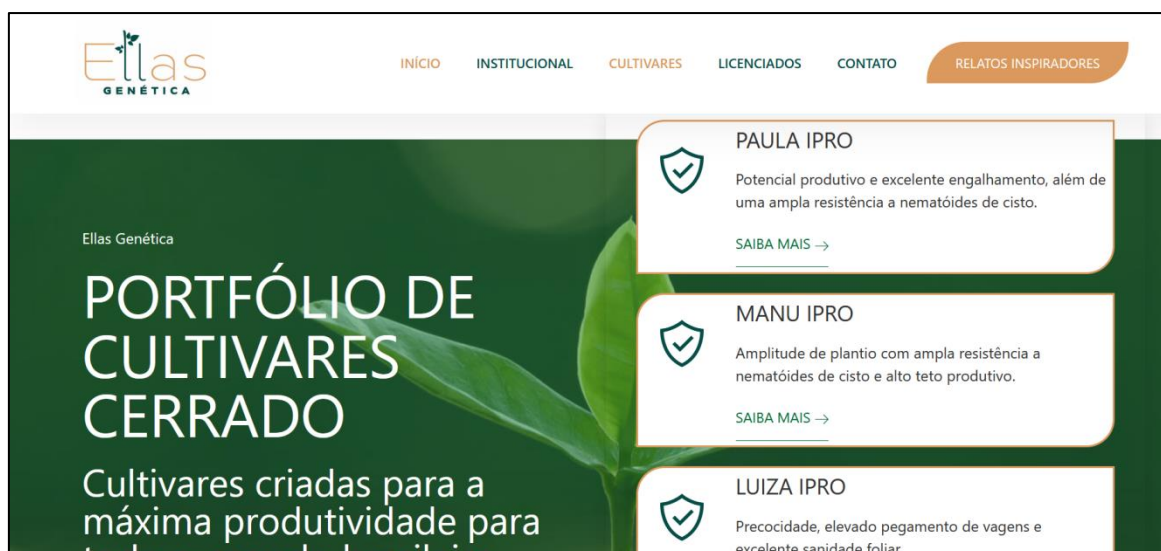 Ellas
GENÉTICA
INÍCIO INSTITUCIONAL CULTIVARES LICENCIADOS CONTATO RELATOS INSPIRADORES
Ellas Genética
PORTFÓLIO DE
CULTIVARES
CERRADO
Cultivares criadas para a
máxima produtividade para
PAULA IPRO
Potencial produtivo e excelente engalhamento, além de
uma ampla resistência a nematóides de cisto.
SAIBA MAIS →
MANU IPRO
Amplitude de plantio com ampla resistência a
nematóides de cisto e alto teto produtivo.
SAIBA MAIS →
LUIZA IPRO
Precocidade, elevado pegamento de vagens e
excelente sanidade foliar